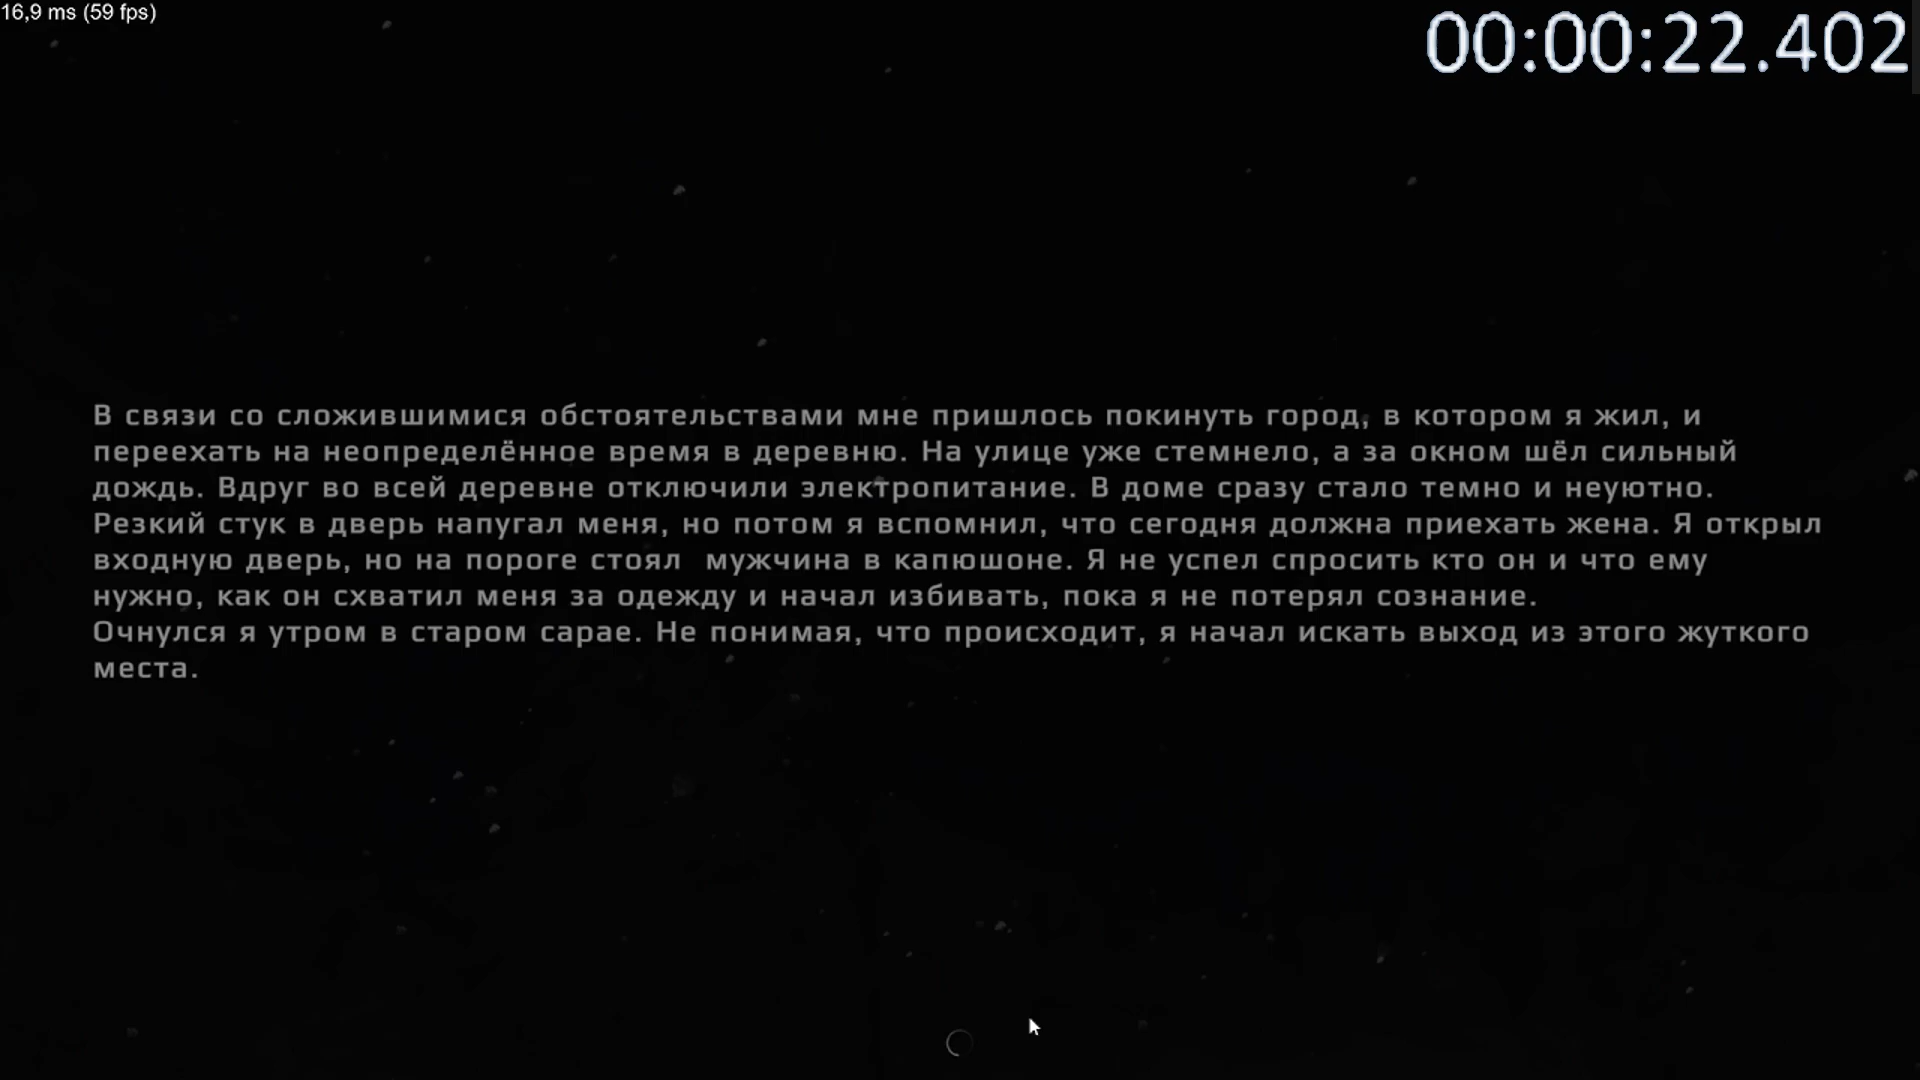 16,9 ms (59 fps)
00:00:22.402
В связи со сложившимися обстоятельствами мне пришлось покинуть город, в котором я жил, и
переехать на неопределённое время в деревню. На улице уже стемнело, а за окном шёл сильный
дождь. Вдруг во всей деревне отключили электропитание. В доме сразу стало темно и неуютно.
Резкий стук в дверь напугал меня, но потом я вспомнил, что сегодня должна приехать жена. Я открыл
входную дверь, но на пороге стоял  мужчина в капюшоне. Я не успел спросить кто он и что ему
нужно, как он схватил меня за одежду и начал избивать, пока я не потерял сознание.
Очнулся я утром в старом сарае. Не понимая, что происходит, я начал искать выход из этого жуткого
места.